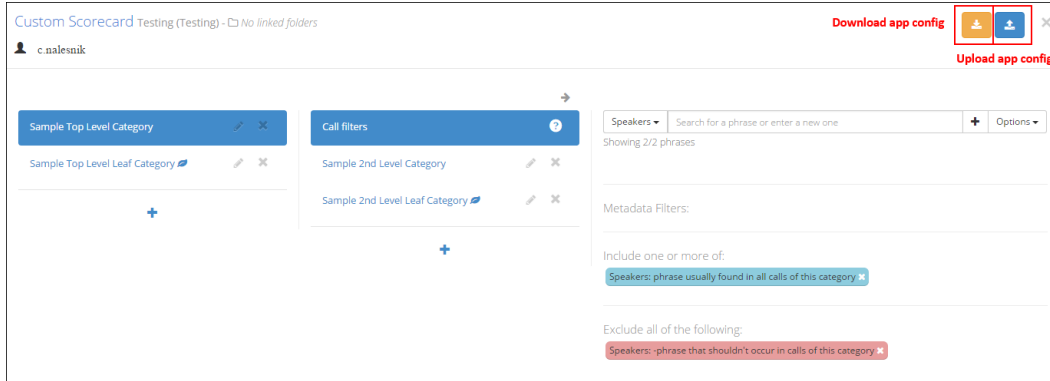 Custom Scorecard Testing (Testing) - No linked folders
Download app config
c.nalesnik
Upload app config
Sample Top Level Category
Sample Top Level Leaf Category
Call filters
Sample 2nd Level Category
Sample 2nd Level Leaf Category
Speakers Search for a phrase or enter a new one Options
Showing 2/2 phrases
Metadata Filters:
Include one or more of:
Speakers: phrase usually found in all calls of this category
Exclude all of the following:
Speakers: -phrase that shouldn't occur in calls of this category